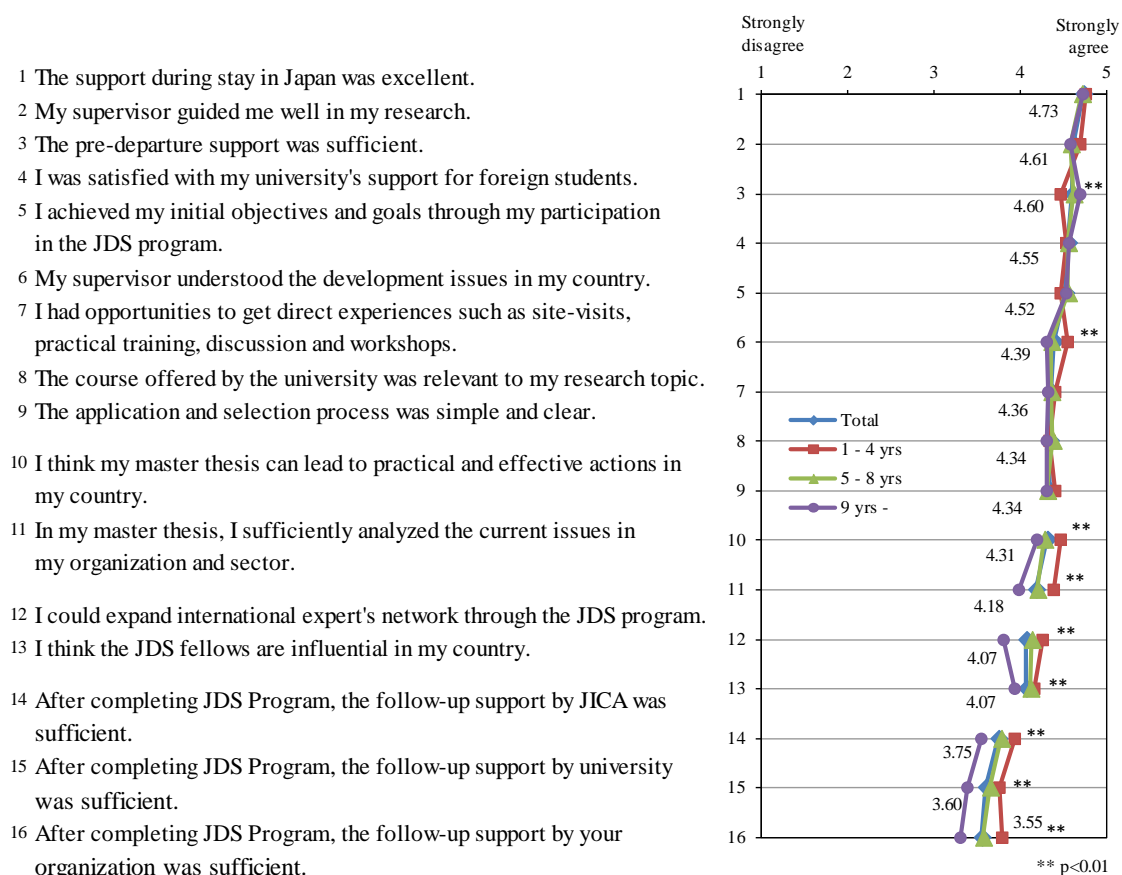 Strongly disagree
Strongly agree
1 2 3 4 5
1 The support during stay in Japan was excellent.
2 My supervisor guided me well in my research.
3 The pre-departure support was sufficient.
4 I was satisfied with my university's support for foreign students.
5 I achieved my initial objectives and goals through my participation
in the JDS program.
6 My supervisor understood the development issues in my country.
7 I had opportunities to get direct experiences such as site-visits,
practical training, discussion and workshops.
8 The course offered by the university was relevant to my research topic.
9 The application and selection process was simple and clear.
10 I think my master thesis can lead to practical and effective actions in
my country.
11 In my master thesis, I sufficiently analyzed the current issues in
my organization and sector.
12 I could expand international expert's network through the JDS program.
13 I think the JDS fellows are influential in my country.
14 After completing JDS Program, the follow-up support by JICA was
sufficient.
15 After completing JDS Program, the follow-up support by university
was sufficient.
16 After completing JDS Program, the follow-up support by your
organization was sufficient.
1 4.73
2 4.61
3 4.60 **
4 4.55
5 4.52
6 4.39 **
7 4.36
8 4.34
9 4.34
Total
1 - 4 yrs
5 - 8 yrs
9 yrs -
10 4.31 **
11 4.18 **
12 4.07 **
13 4.07 **
14 3.75 **
15 3.60 **
16 3.55 **
** p<0.01